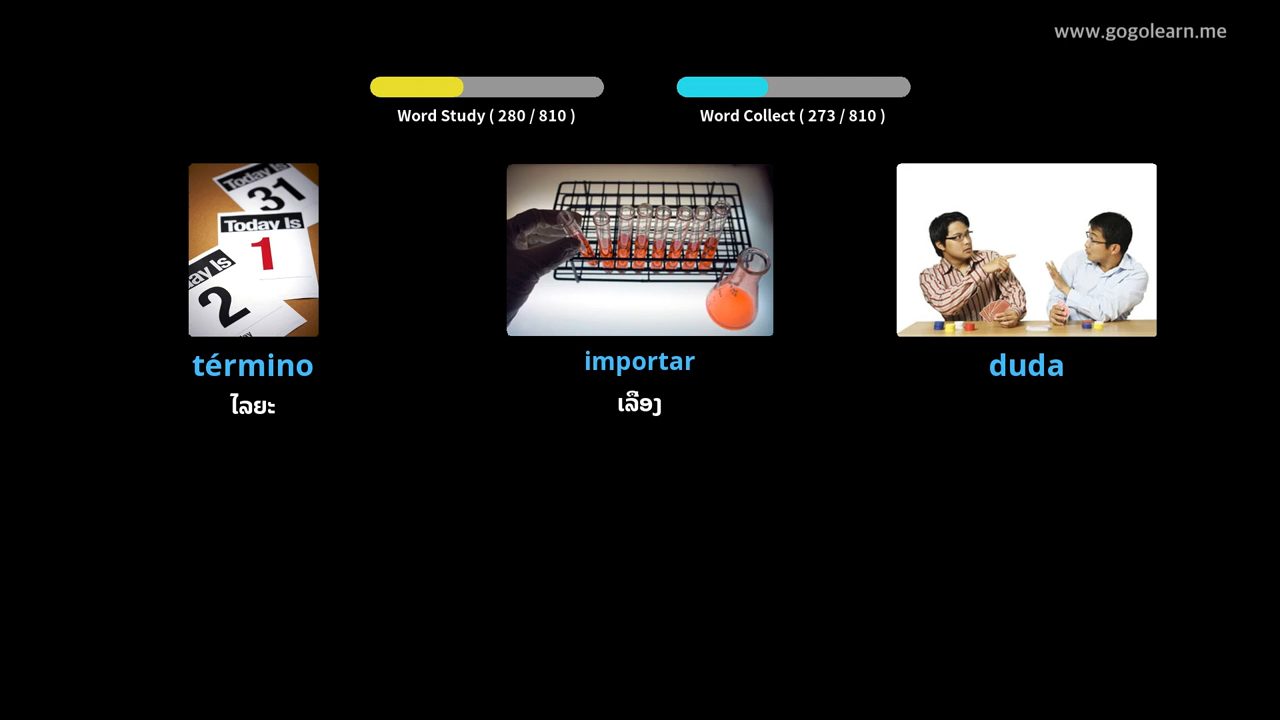 www.gogolearn.me
Word Study ( 280 / 810 )
Word Collect ( 273 / 810 )
Today Is
31
Today Is
1
ay Is
2
término
importar
duda
ໄລຍະ
ເລື່ອງ